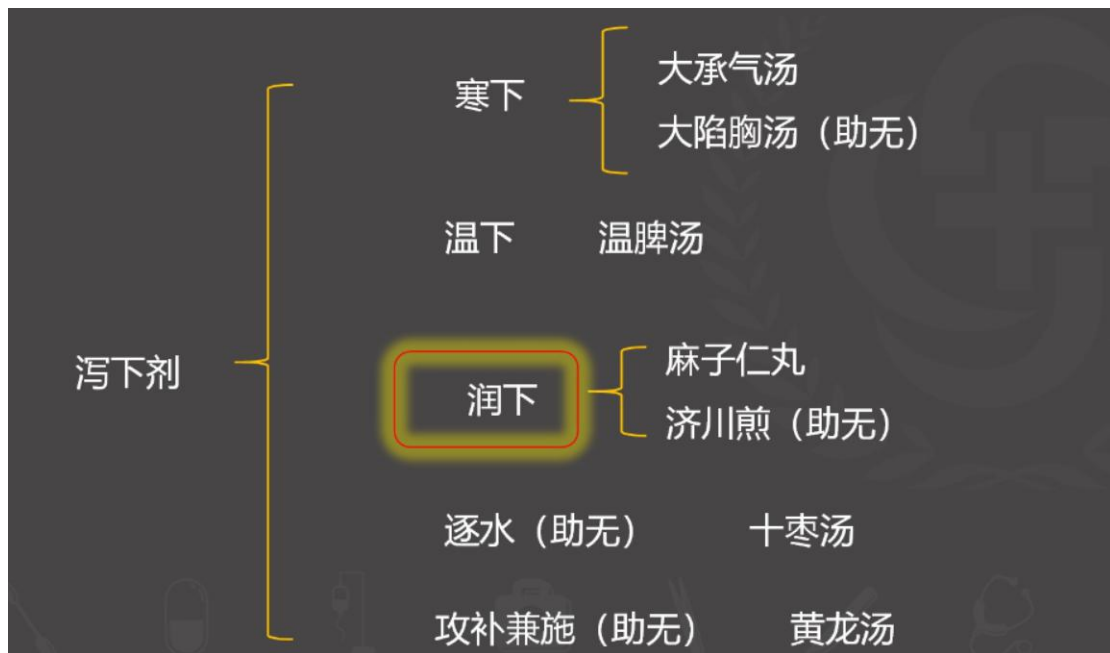 泻下剂
寒下
大承气汤
大陷胸汤（助无）
温下 温脾汤
润下
麻子仁丸
济川煎（助无）
逐水（助无） 十枣汤
攻补兼施（助无） 黄龙汤